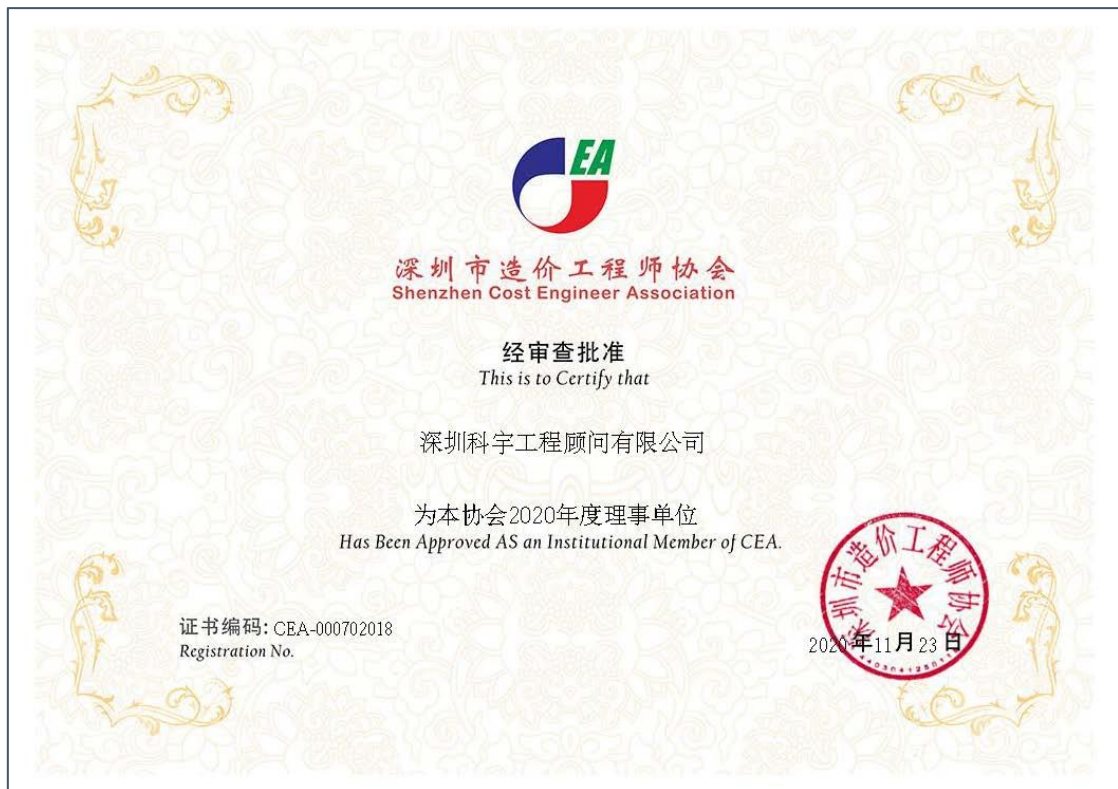 EA
深圳市造价工程师协会
Shenzhen Cost Engineer Association
经审查批准
This is to Certify that
深圳科宇工程顾问有限公司
为本协会2020年度理事单位
Has Been Approved AS an Institutional Member of CEA.
证书编码: CEA-000702018
Registration No.
深圳市造价工程师协会
2020年11月23日